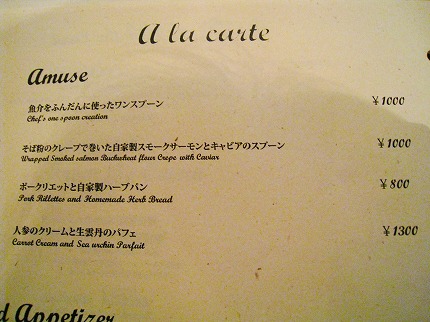 A la carte
Amuse
魚介をふんだんに使ったワンスプーン ￥1000
Chef's one spoon creation
そば粉のクレープで巻いた自家製スモークサーモンとキャビアのスプーン ￥1000
Wrapped Smoked salmon Buckwheat flour Crepe with Caviar
ポークリエットと自家製ハーブパン ￥800
Pork Rillettes and Homemade Herb Bread
人参のクリームと生雲丹のパフェ ￥1300
Carrot Cream and Sea urchin Parfait
d Appetizer